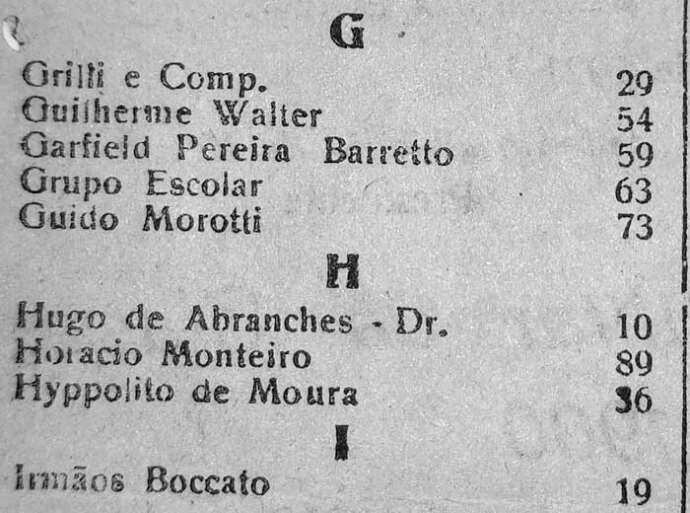 G
Grilli e Comp. 29
Guilherme Walter 54
Garfield Pereira Barretto 59
Grupo Escolar 63
Guido Morotti 73
H
Hugo de Abranches - Dr. 10
Horacio Monteiro 89
Hyppolito de Moura 36
I
Irmãos Boccato 19